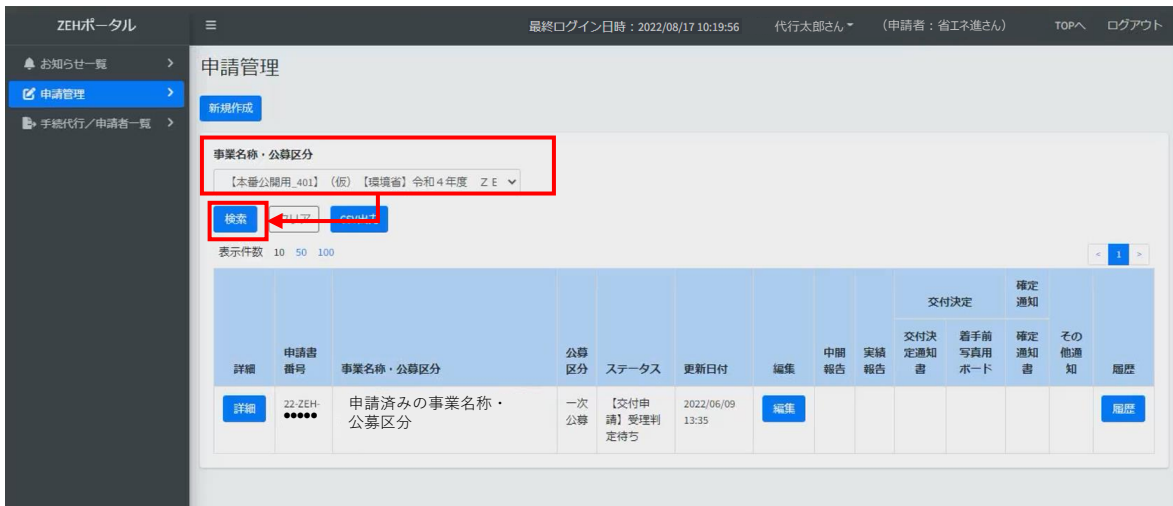 ZEHポータル
最終ログイン日時：2022/08/17 10:19:56
代行太郎さん
（申請者：省エネ進さん）
TOPへ
ログアウト
お知らせ一覧
申請管理
手続代行／申請者一覧
申請管理
新規作成
事業名称・公募区分
【本番公開用_401】（仮）【環境省】令和４年度　ＺＥ
検索
クリア
CSV出力
表示件数 10 50 100
< 1 >
詳細
申請書
番号
事業名称・公募区分
公募
区分
ステータス
更新日付
編集
中間
報告
実績
報告
交付決定
交付決
定通知
書
着手前
写真用
ボード
確定
通知
確定
通知
書
その
他通
知
履歴
詳細
22-ZEH-
●●●●●
申請済みの事業名称・
公募区分
一次
公募
【交付申
請】受理判
定待ち
2022/06/09
13:35
編集
履歴